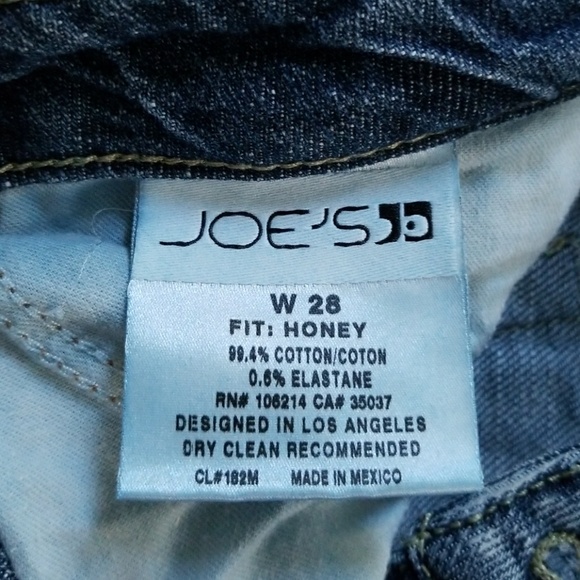 JOE'S
W 28
FIT: HONEY
99.4% COTTON/COTON
0.6% ELASTANE
RN# 106214 CA# 35037
DESIGNED IN LOS ANGELES
DRY CLEAN RECOMMENDED
CL#182M MADE IN MEXICO